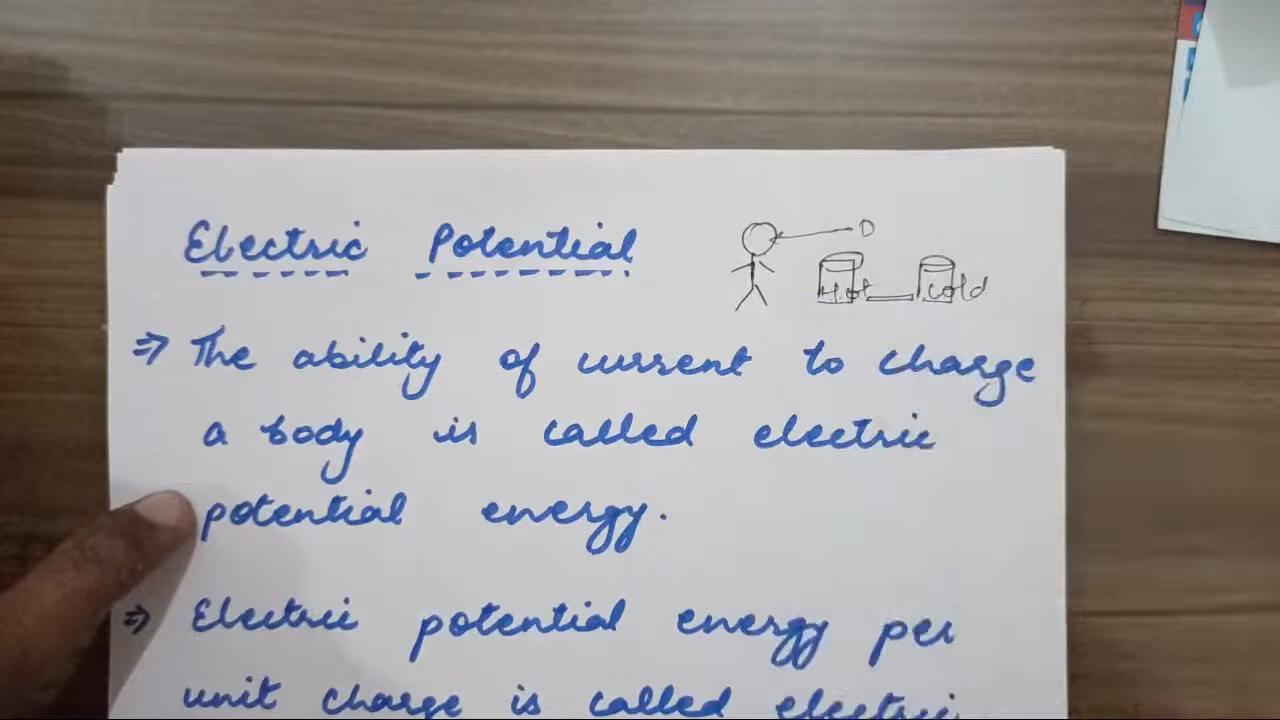 Electric Potential
D
Hot cold
⇒ The ability of current to charge
a body is called electric
potential energy.
⇒ Electric potential energy per
unit charge is called electric